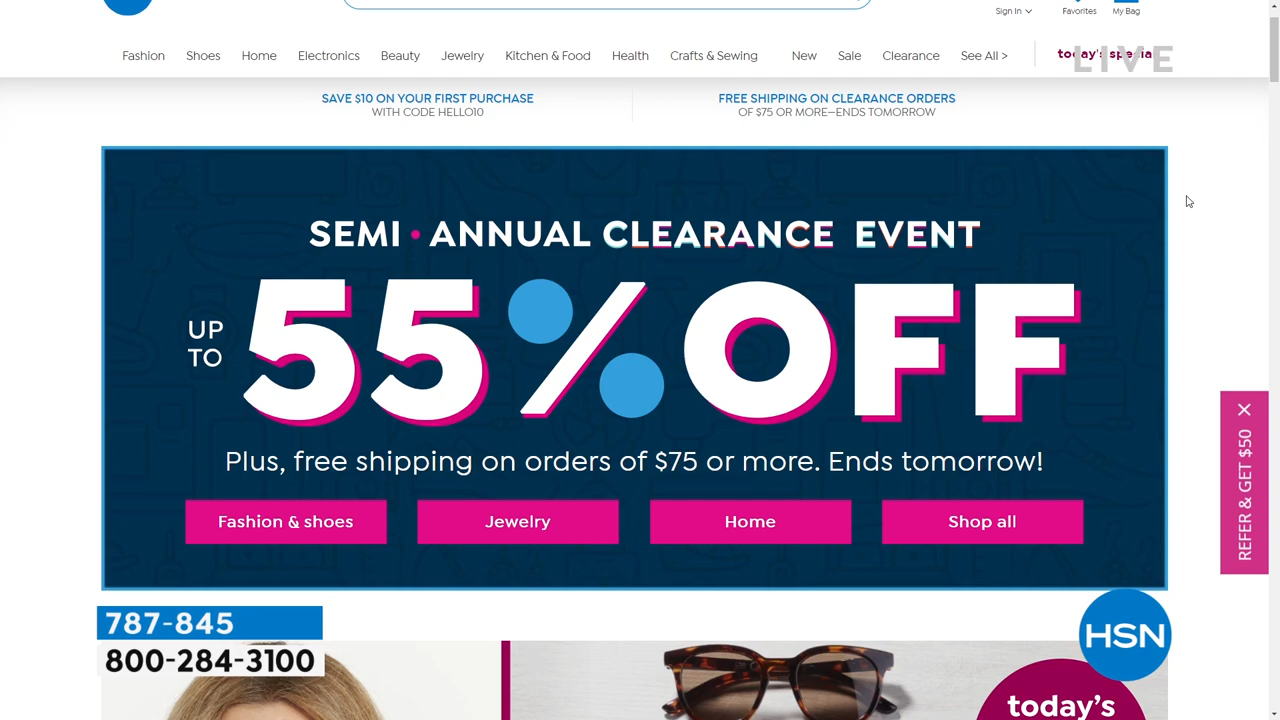 Sign In
Favorites
My Bag
Fashion
Shoes
Home
Electronics
Beauty
Jewelry
Kitchen & Food
Health
Crafts & Sewing
New
Sale
Clearance
See All >
today's special
LIVE
SAVE $10 ON YOUR FIRST PURCHASE
WITH CODE HELLO10
FREE SHIPPING ON CLEARANCE ORDERS
OF $75 OR MORE—ENDS TOMORROW
SEMI • ANNUAL CLEARANCE EVENT
UP TO
55% OFF
Plus, free shipping on orders of $75 or more. Ends tomorrow!
Fashion & shoes
Jewelry
Home
Shop all
REFER & GET $50
787-845
800-284-3100
HSN
today's